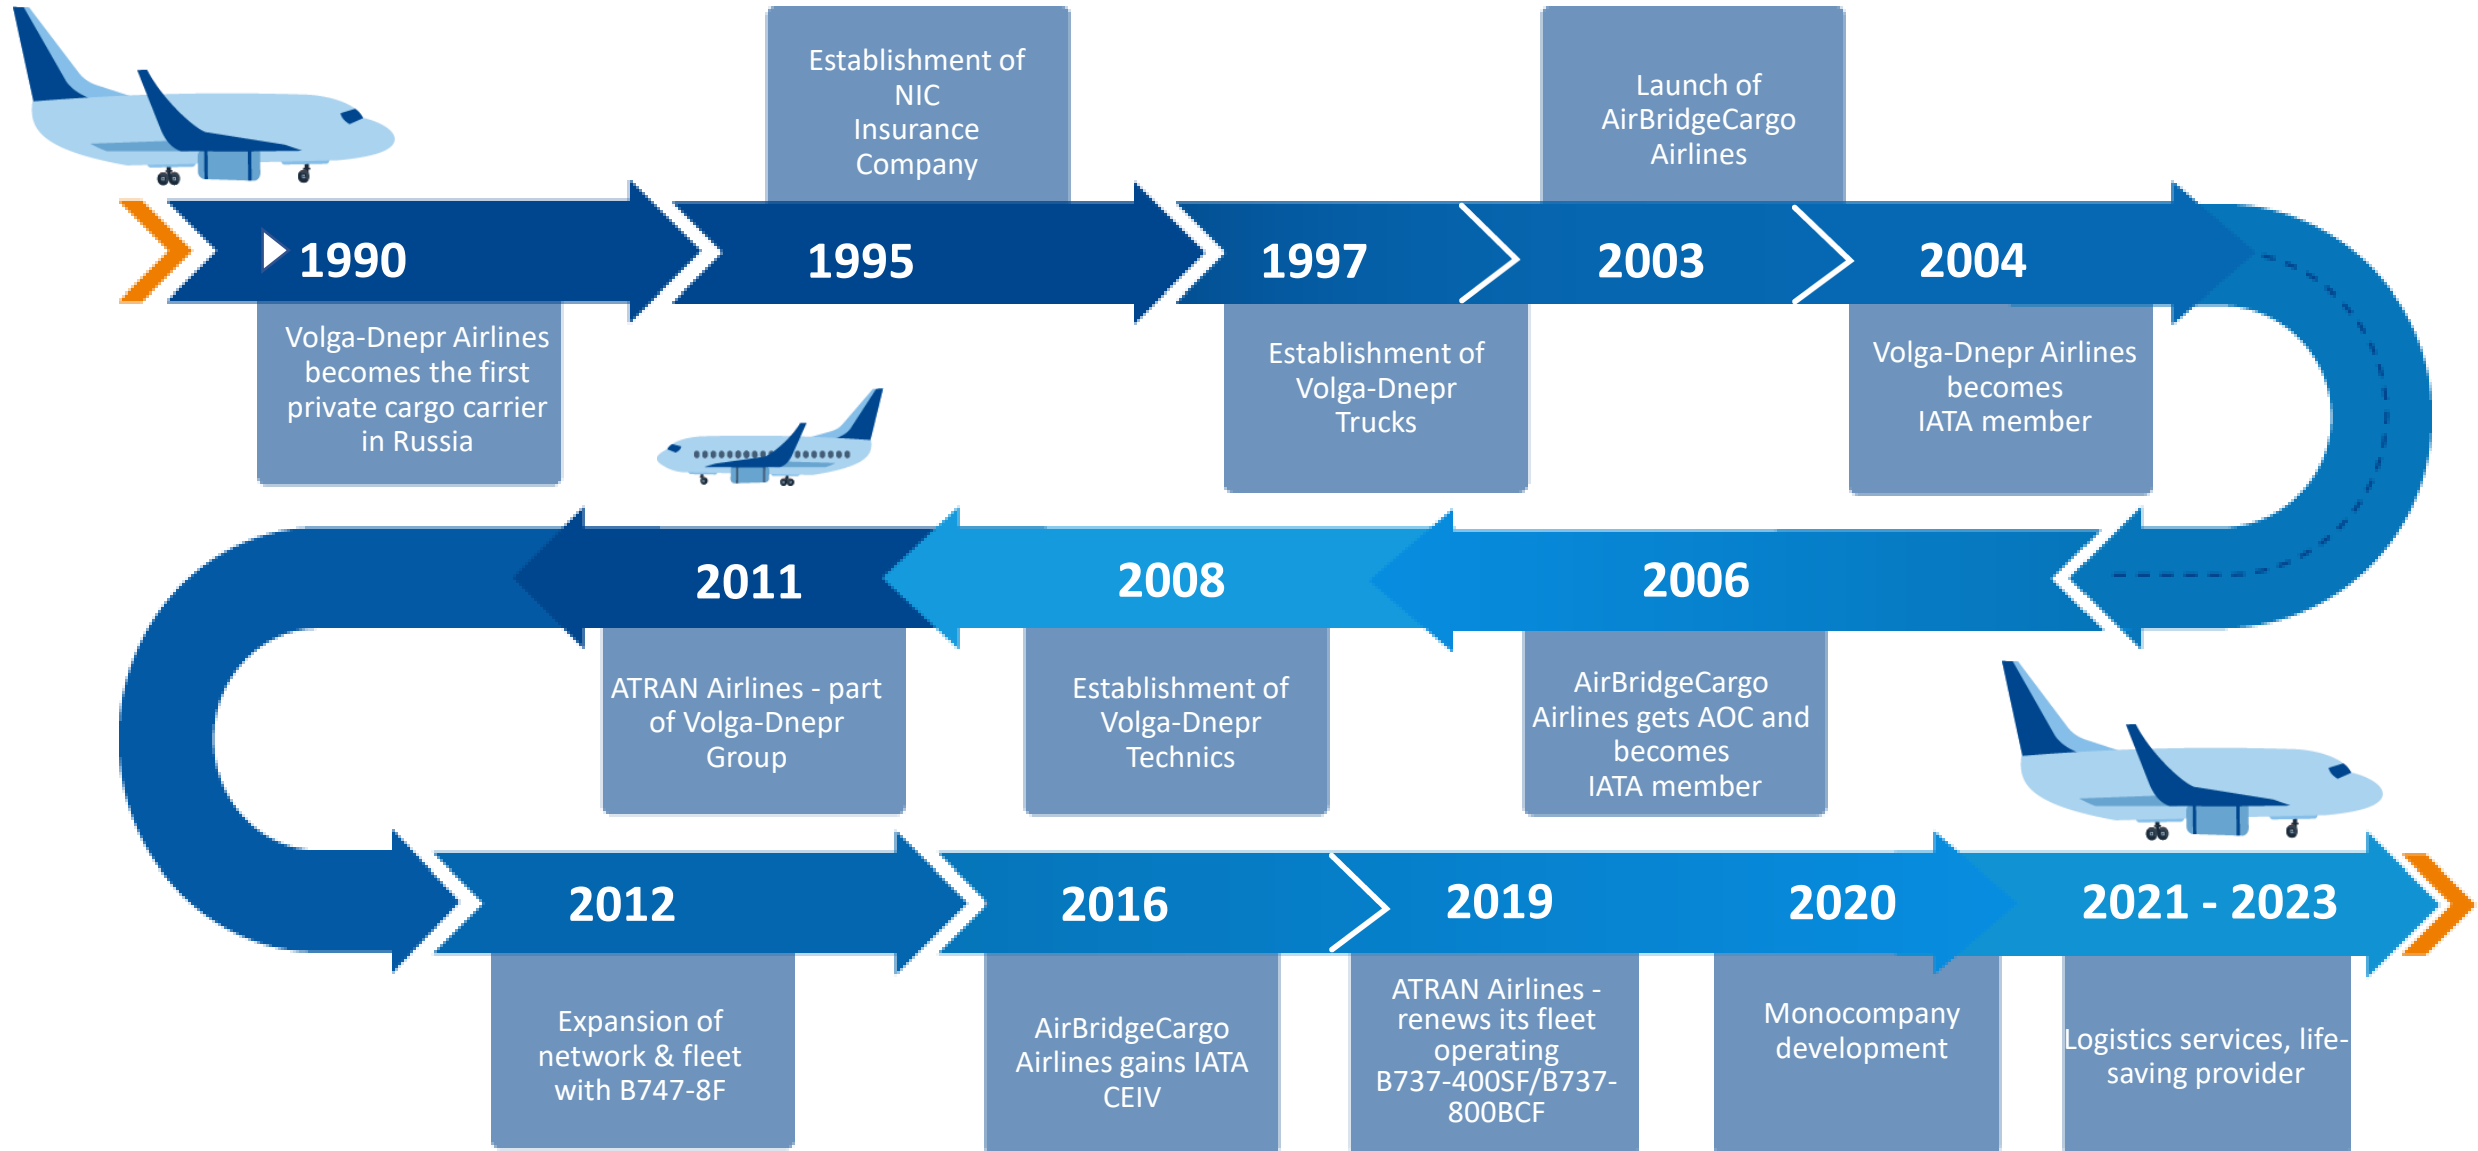 1990
Volga-Dnepr Airlines
becomes the first
private cargo carrier
in Russia
Establishment of
NIC
Insurance
Company
1995
1997
Establishment of
Volga-Dnepr
Trucks
Launch of
AirBridgeCargo
Airlines
2003
2004
Volga-Dnepr Airlines
becomes
IATA member
2006
AirBridgeCargo
Airlines gets AOC and
becomes
IATA member
2008
Establishment of
Volga-Dnepr
Technics
2011
ATRAN Airlines - part
of Volga-Dnepr
Group
2012
Expansion of
network & fleet
with B747-8F
2016
AirBridgeCargo
Airlines gains IATA
CEIV
2019
ATRAN Airlines -
renews its fleet
operating
B737-400SF/B737-
800BCF
2020
Monocompany
development
2021 - 2023
Logistics services, life-
saving provider